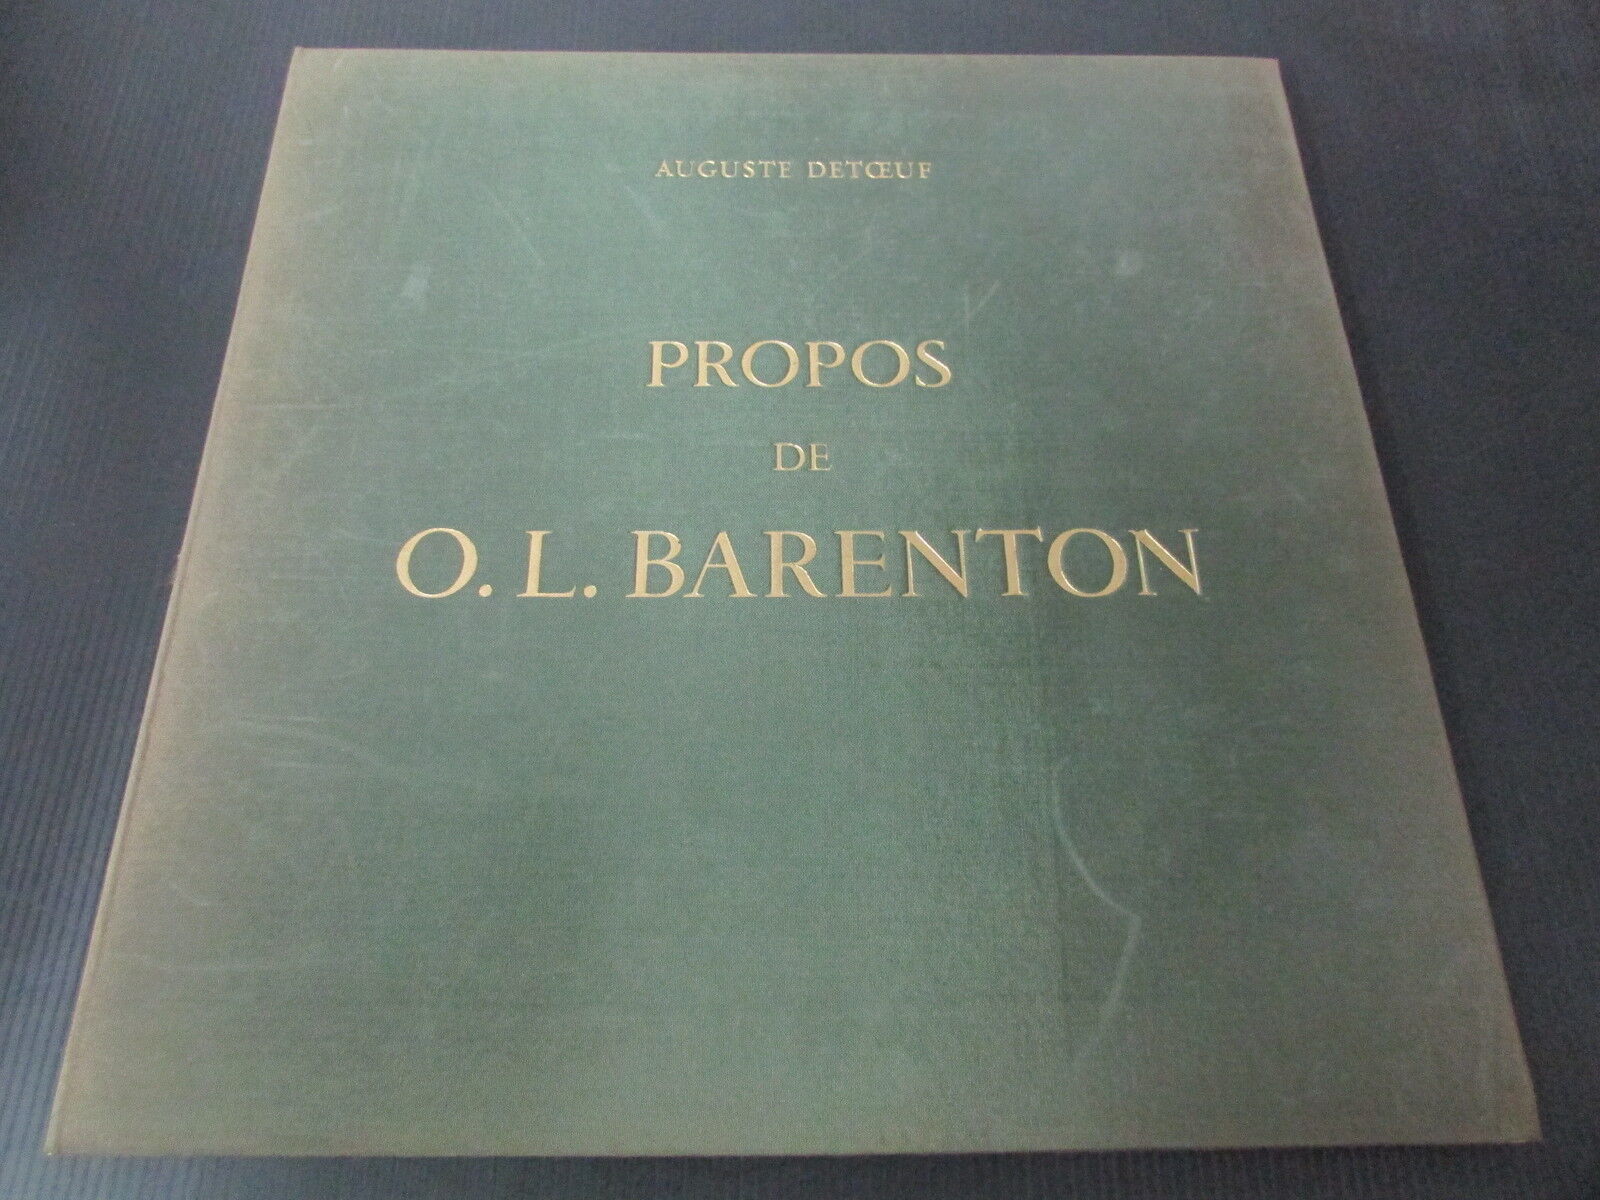 AUGUSTE DETŒUF
PROPOS
DE
O. L. BARENTON